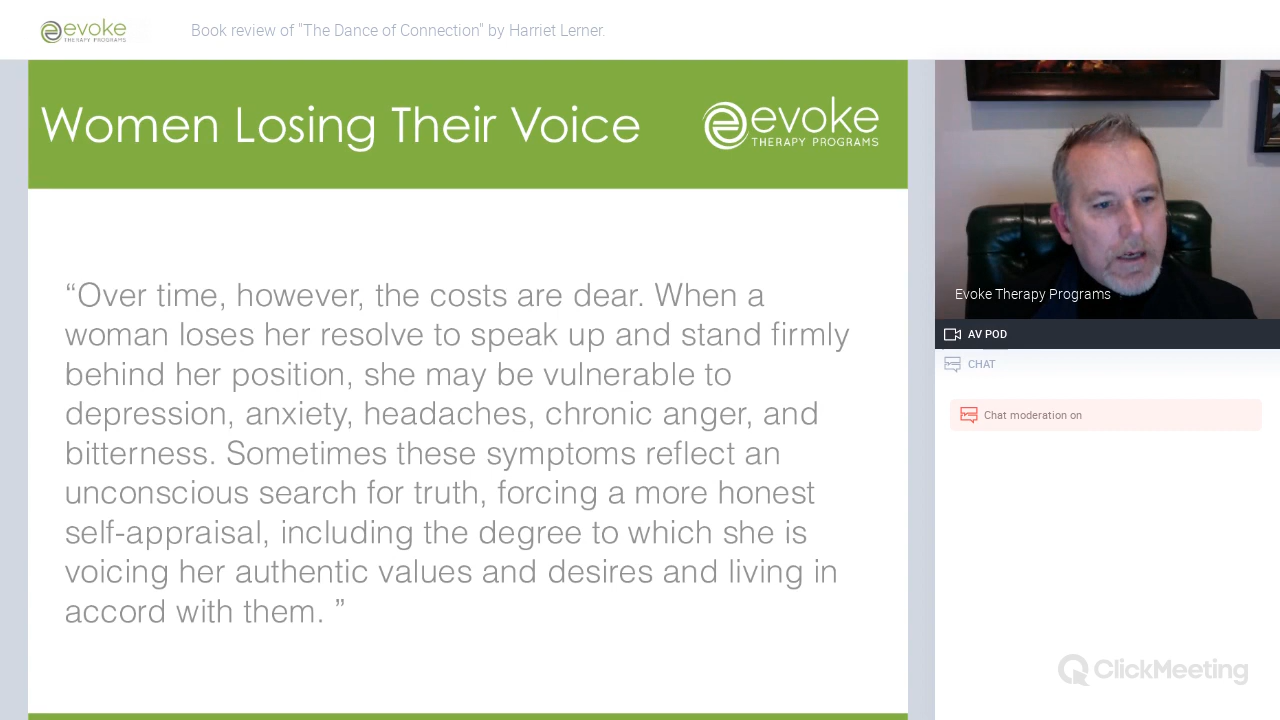 evoke
THERAPY PROGRAMS
Book review of "The Dance of Connection" by Harriet Lerner.
Women Losing Their Voice
evoke
THERAPY PROGRAMS
“Over time, however, the costs are dear. When a
woman loses her resolve to speak up and stand firmly
behind her position, she may be vulnerable to
depression, anxiety, headaches, chronic anger, and
bitterness. Sometimes these symptoms reflect an
unconscious search for truth, forcing a more honest
self-appraisal, including the degree to which she is
voicing her authentic values and desires and living in
accord with them. ”
Evoke Therapy Programs
AV POD
CHAT
Chat moderation on
ClickMeeting